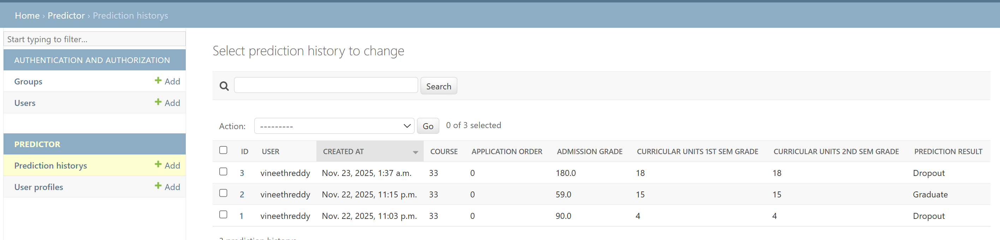 Home › Predictor › Prediction historys
Start typing to filter...
AUTHENTICATION AND AUTHORIZATION
Groups + Add
Users + Add
PREDICTOR
Prediction historys + Add
User profiles + Add
Select prediction history to change
Search
Action: --------- Go 0 of 3 selected
ID USER CREATED AT COURSE APPLICATION ORDER ADMISSION GRADE CURRICULAR UNITS 1ST SEM GRADE CURRICULAR UNITS 2ND SEM GRADE PREDICTION RESULT
3 vineethreddy Nov. 23, 2025, 1:37 a.m. 33 0 180.0 18 18 Dropout
2 vineethreddy Nov. 22, 2025, 11:15 p.m. 33 0 59.0 15 15 Graduate
1 vineethreddy Nov. 22, 2025, 11:03 p.m. 33 0 90.0 4 4 Dropout
3 prediction historys